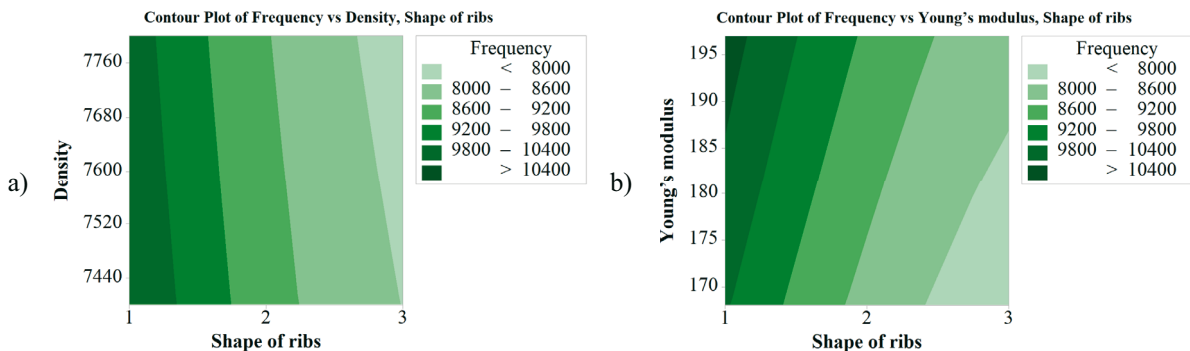 a)
Contour Plot of Frequency vs Density, Shape of ribs
Density
7760
7680
7600
7520
7440
1 2 3
Shape of ribs
Frequency
< 8000
8000 – 8600
8600 – 9200
9200 – 9800
9800 – 10400
> 10400
b)
Contour Plot of Frequency vs Young's modulus, Shape of ribs
Young's modulus
195
190
185
180
175
170
1 2 3
Shape of ribs
Frequency
< 8000
8000 – 8600
8600 – 9200
9200 – 9800
9800 – 10400
> 10400